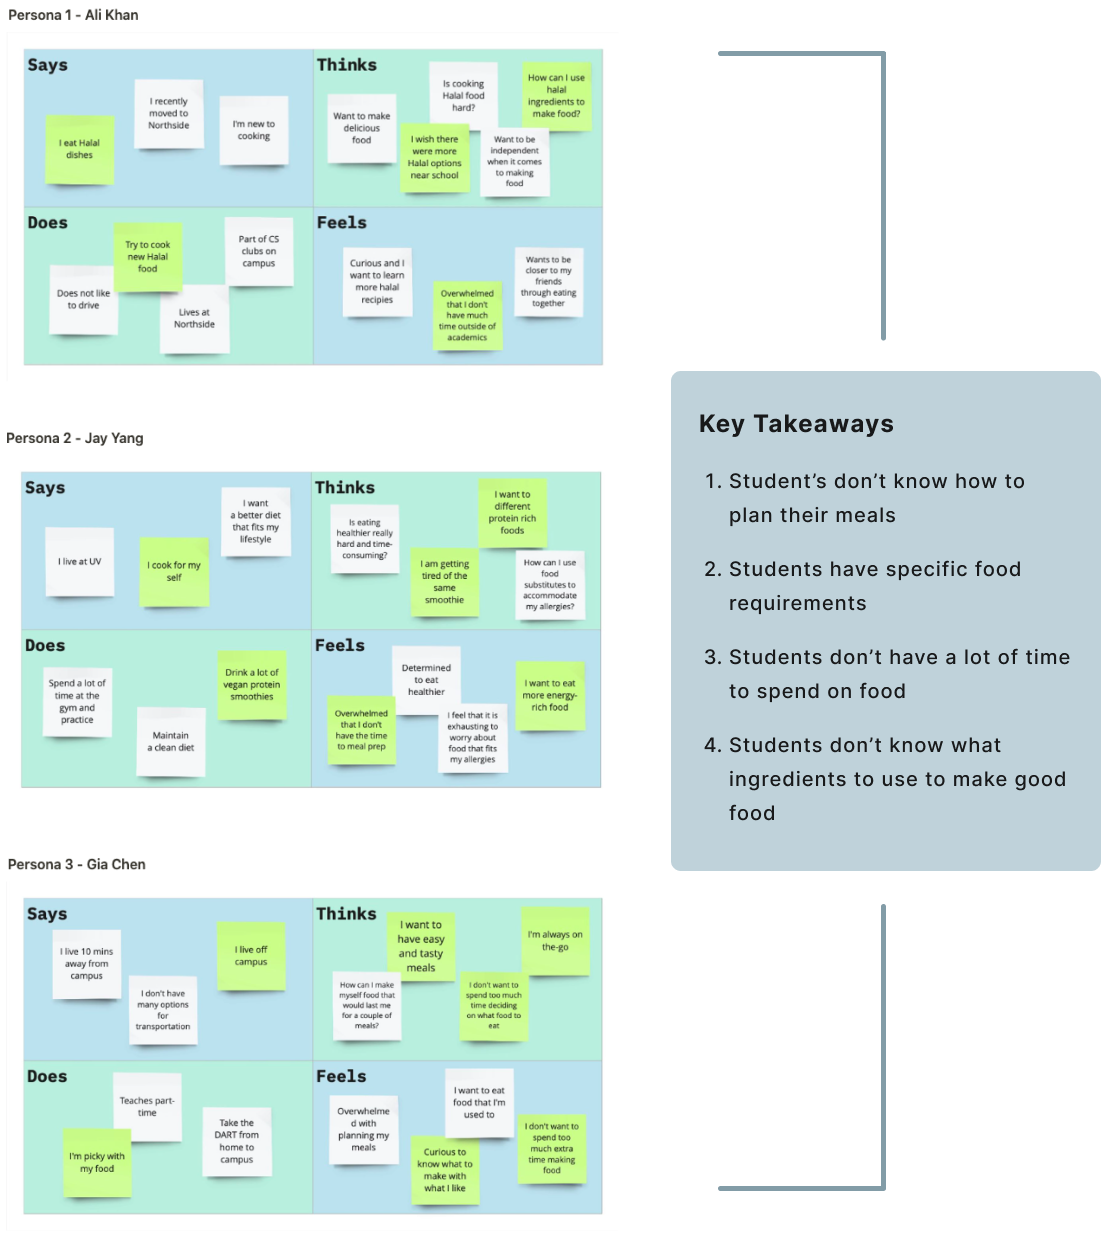 Persona 1 - Ali Khan
Says
I eat Halal
dishes
I recently
moved to
Northside
I'm new to
cooking
Thinks
Want to make
delicious
food
Is cooking
Halal food
hard?
I wish there
were more
Halal options
near school
Want to be
independent
when it comes
to making
food
How can I use
halal
ingredients to
make food?
Does
Does not like
to drive
Try to cook
new Halal
food
Lives at
Northside
Part of CS
clubs on
campus
Feels
Curious and I
want to learn
more halal
recipies
Overwhelmed
that I don't
have much
time outside of
academics
Wants to be
closer to my
friends
through eating
together
Persona 2 - Jay Yang
Says
I live at UV
I cook for my
self
I want
a better diet
that fits my
lifestyle
Thinks
Is eating
healthier really
hard and time-
consuming?
I am getting
tired of the
same
smoothie
I want to
different
protein rich
foods
How can I use
food
substitutes to
accommodate
my allergies?
Does
Spend a lot of
time at the
gym and
practice
Maintain
a clean diet
Drink a lot of
vegan protein
smoothies
Feels
Overwhelmed
that I don't
have the time
to meal prep
Determined
to eat
healthier
I feel that it is
exhausting to
worry about
food that fits
my allergies
I want to eat
more energy-
rich food
Persona 3 - Gia Chen
Says
I live 10 mins
away from
campus
I don't have
many options
for
transportation
I live off
campus
Thinks
How can I make
myself food that
would last me
for a couple of
meals?
I want to
have easy
and tasty
meals
I don't want to
spend too much
time deciding
on what food to
eat
I'm always on
the-go
Does
I'm picky with
my food
Teaches part-
time
Take the
DART from
home to
campus
Feels
Overwhelme
d with
planning my
meals
Curious to
know what to
make with
what I like
I want to eat
food that I'm
used to
I don't want to
spend too
much extra
time making
food
Key Takeaways
1. Student’s don’t know how to
plan their meals
2. Students have specific food
requirements
3. Students don’t have a lot of time
to spend on food
4. Students don’t know what
ingredients to use to make good
food